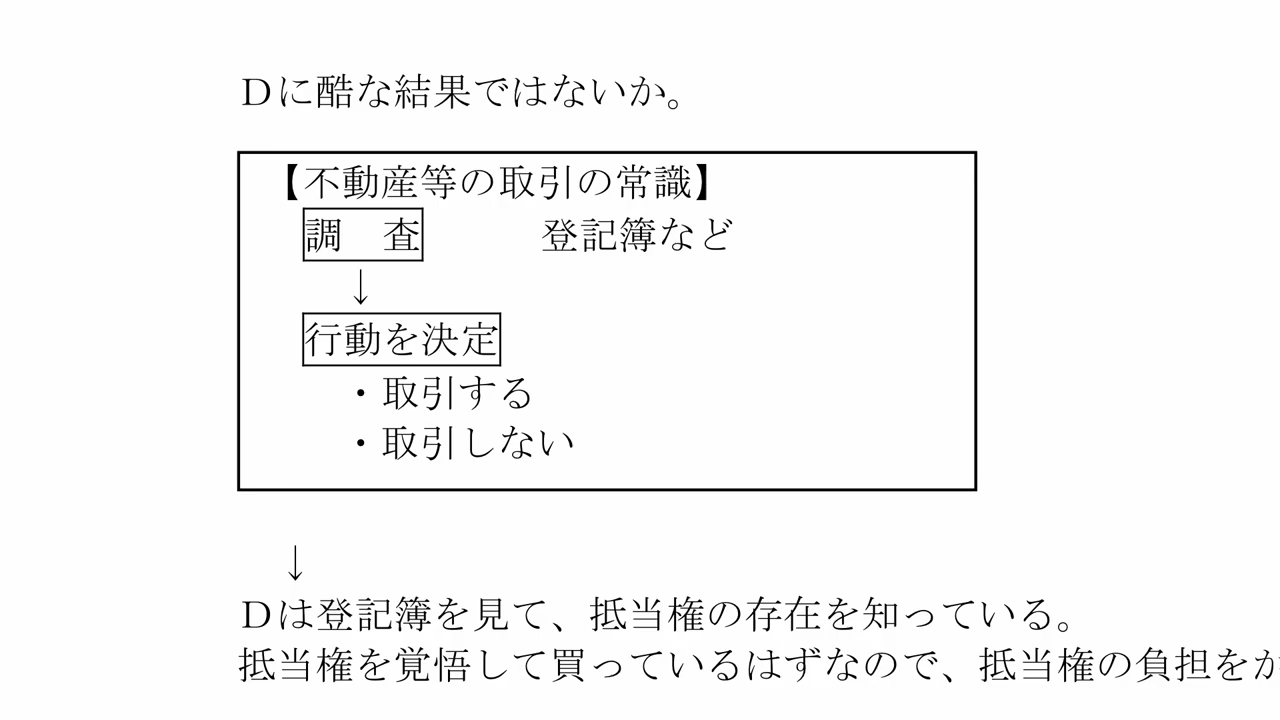 Ｄに酷な結果ではないか。
【不動産等の取引の常識】
調　査　　　登記簿など
↓
行動を決定
・取引する
・取引しない
↓
Ｄは登記簿を見て、抵当権の存在を知っている。
抵当権を覚悟して買っているはずなので、抵当権の負担を